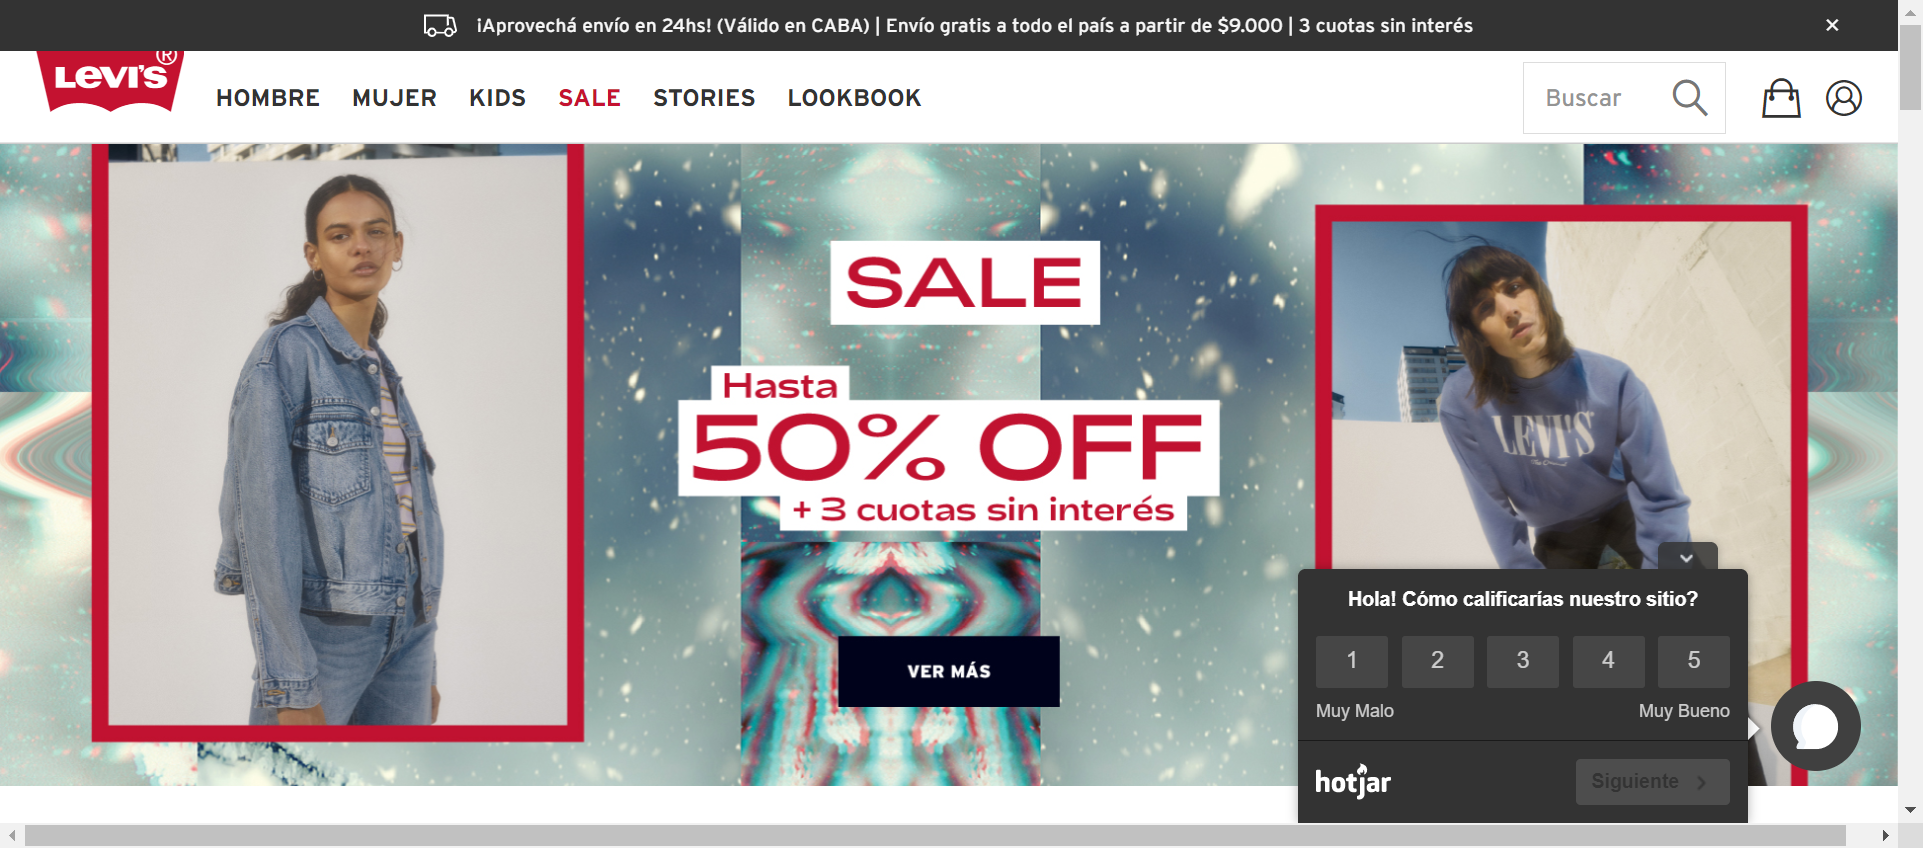 ¡Aprovechá envío en 24hs! (Válido en CABA) | Envío gratis a todo el país a partir de $9.000 | 3 cuotas sin interés
LEVI'S®
HOMBRE MUJER KIDS SALE STORIES LOOKBOOK
Buscar
SALE
Hasta
50% OFF
+ 3 cuotas sin interés
VER MÁS
LEVI'S
Hola! Cómo calificarías nuestro sitio?
1 2 3 4 5
Muy Malo Muy Bueno
hotjar
Siguiente